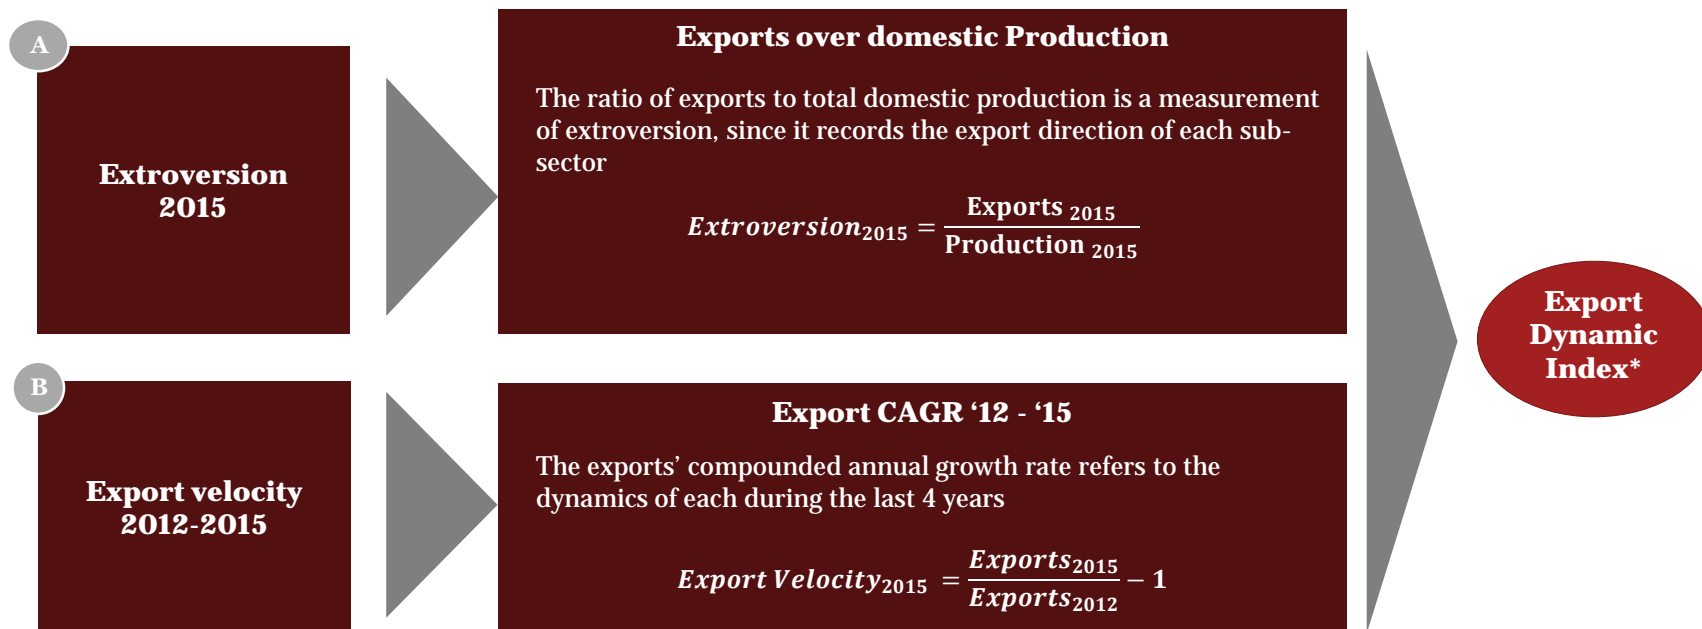 A
Extroversion
2015
Exports over domestic Production
The ratio of exports to total domestic production is a measurement
of extroversion, since it records the export direction of each sub-
sector
Extroversion₂₀₁₅ = Exports ₂₀₁₅ / Production ₂₀₁₅
B
Export velocity
2012-2015
Export CAGR ‘12 - ‘15
The exports’ compounded annual growth rate refers to the
dynamics of each during the last 4 years
Export Velocity₂₀₁₅ = Exports₂₀₁₅ / Exports₂₀₁₂ − 1
Export
Dynamic
Index*